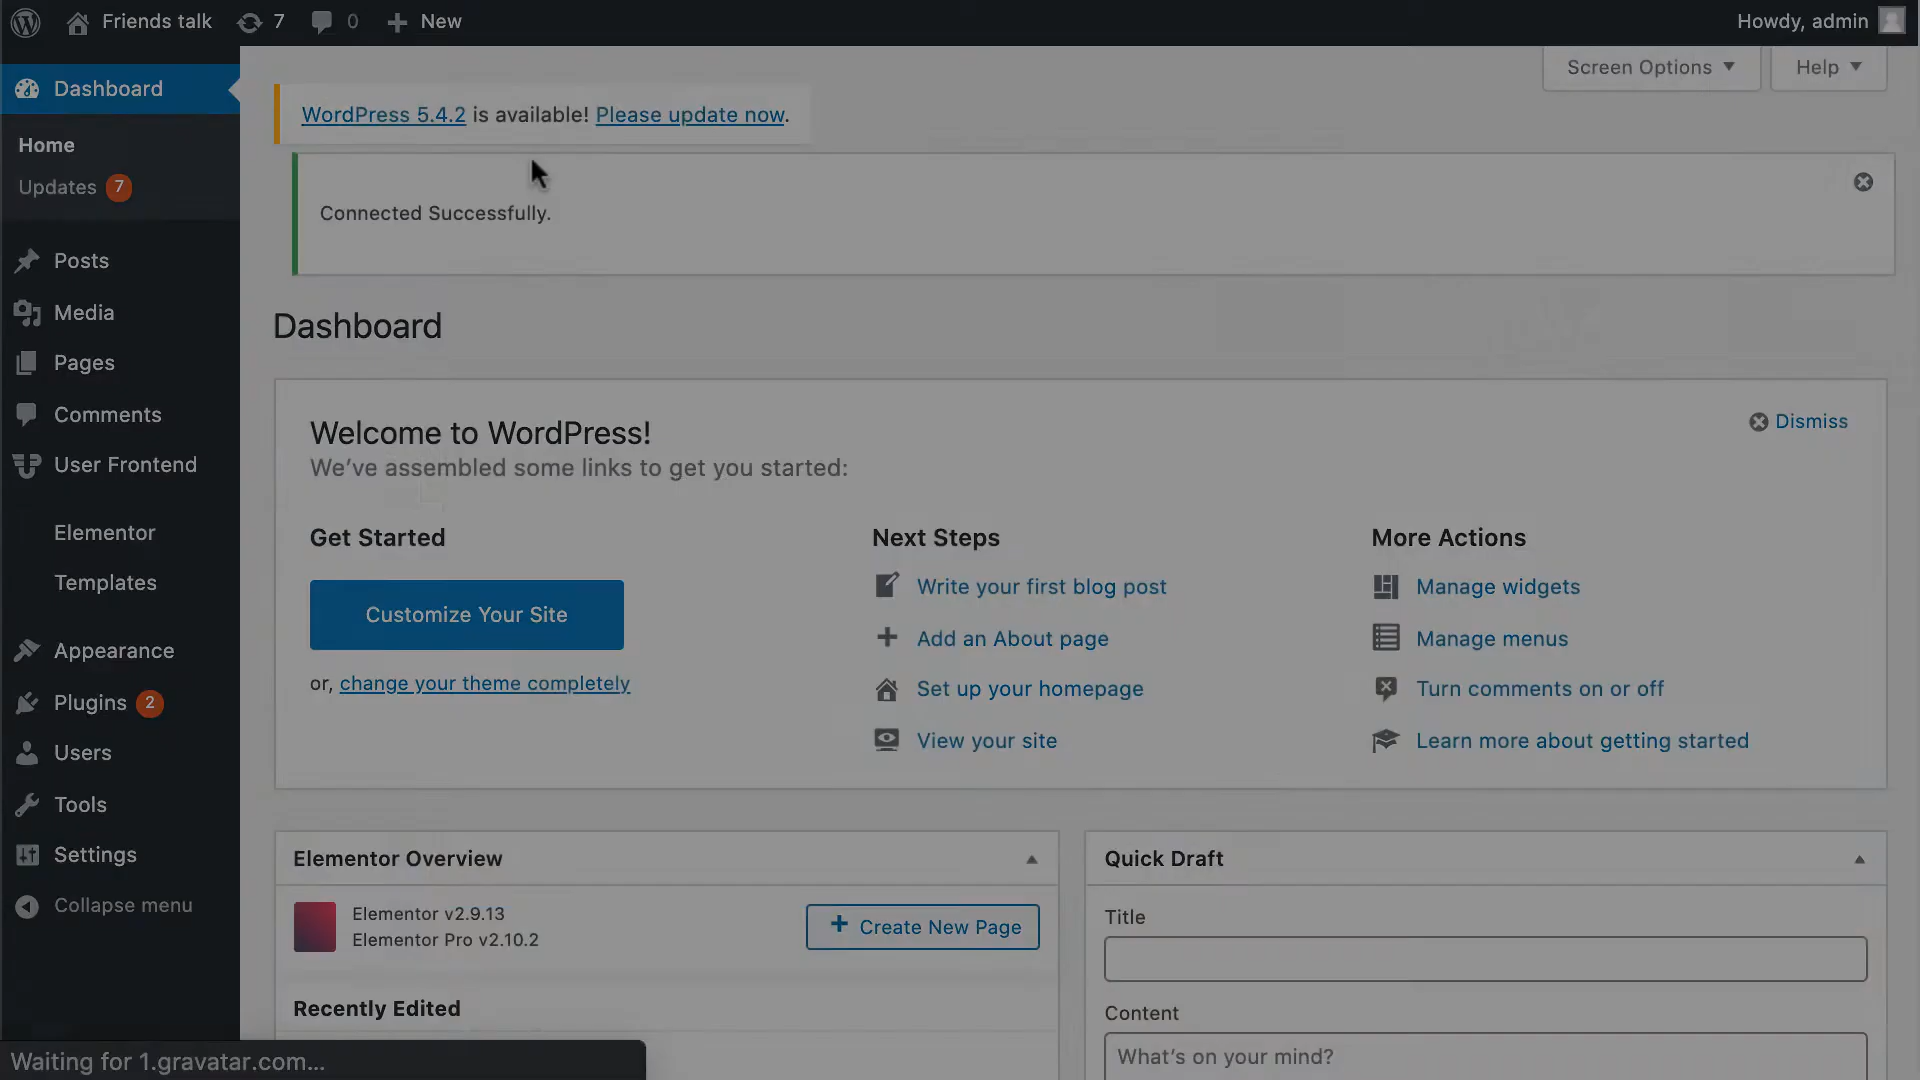 Friends talk 7 0 New Howdy, admin
Screen Options Help
Dashboard
Home
Updates 7
Posts
Media
Pages
Comments
User Frontend
Elementor
Templates
Appearance
Plugins 2
Users
Tools
Settings
Collapse menu
WordPress 5.4.2 is available! Please update now.
Connected Successfully.
Dashboard
Welcome to WordPress!
Dismiss
We've assembled some links to get you started:
Get Started
Customize Your Site
or, change your theme completely
Next Steps
Write your first blog post
Add an About page
Set up your homepage
View your site
More Actions
Manage widgets
Manage menus
Turn comments on or off
Learn more about getting started
Elementor Overview
Elementor v2.9.13
Elementor Pro v2.10.2
Create New Page
Recently Edited
Quick Draft
Title
Content
What's on your mind?
Waiting for 1.gravatar.com...